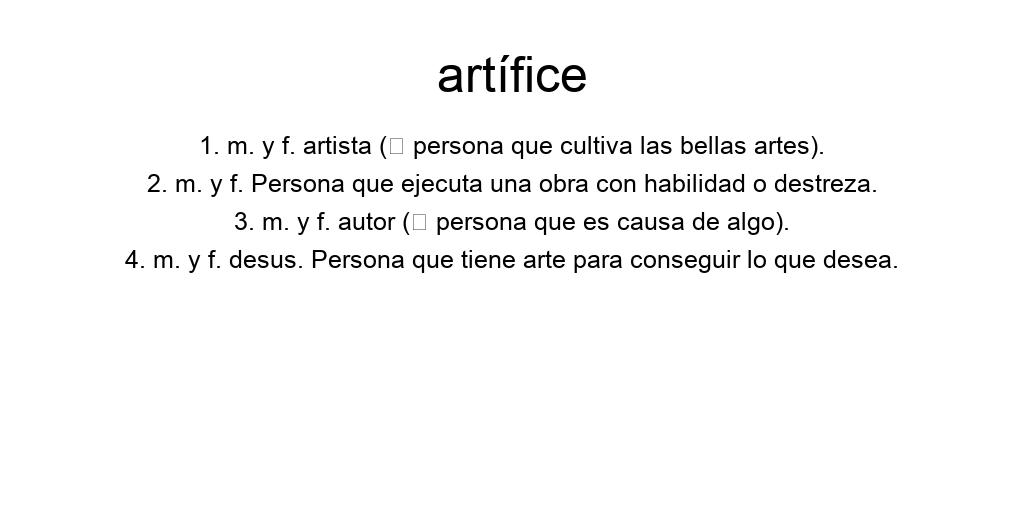 artífice
1. m. y f. artista (□ persona que cultiva las bellas artes).
2. m. y f. Persona que ejecuta una obra con habilidad o destreza.
3. m. y f. autor (□ persona que es causa de algo).
4. m. y f. desus. Persona que tiene arte para conseguir lo que desea.